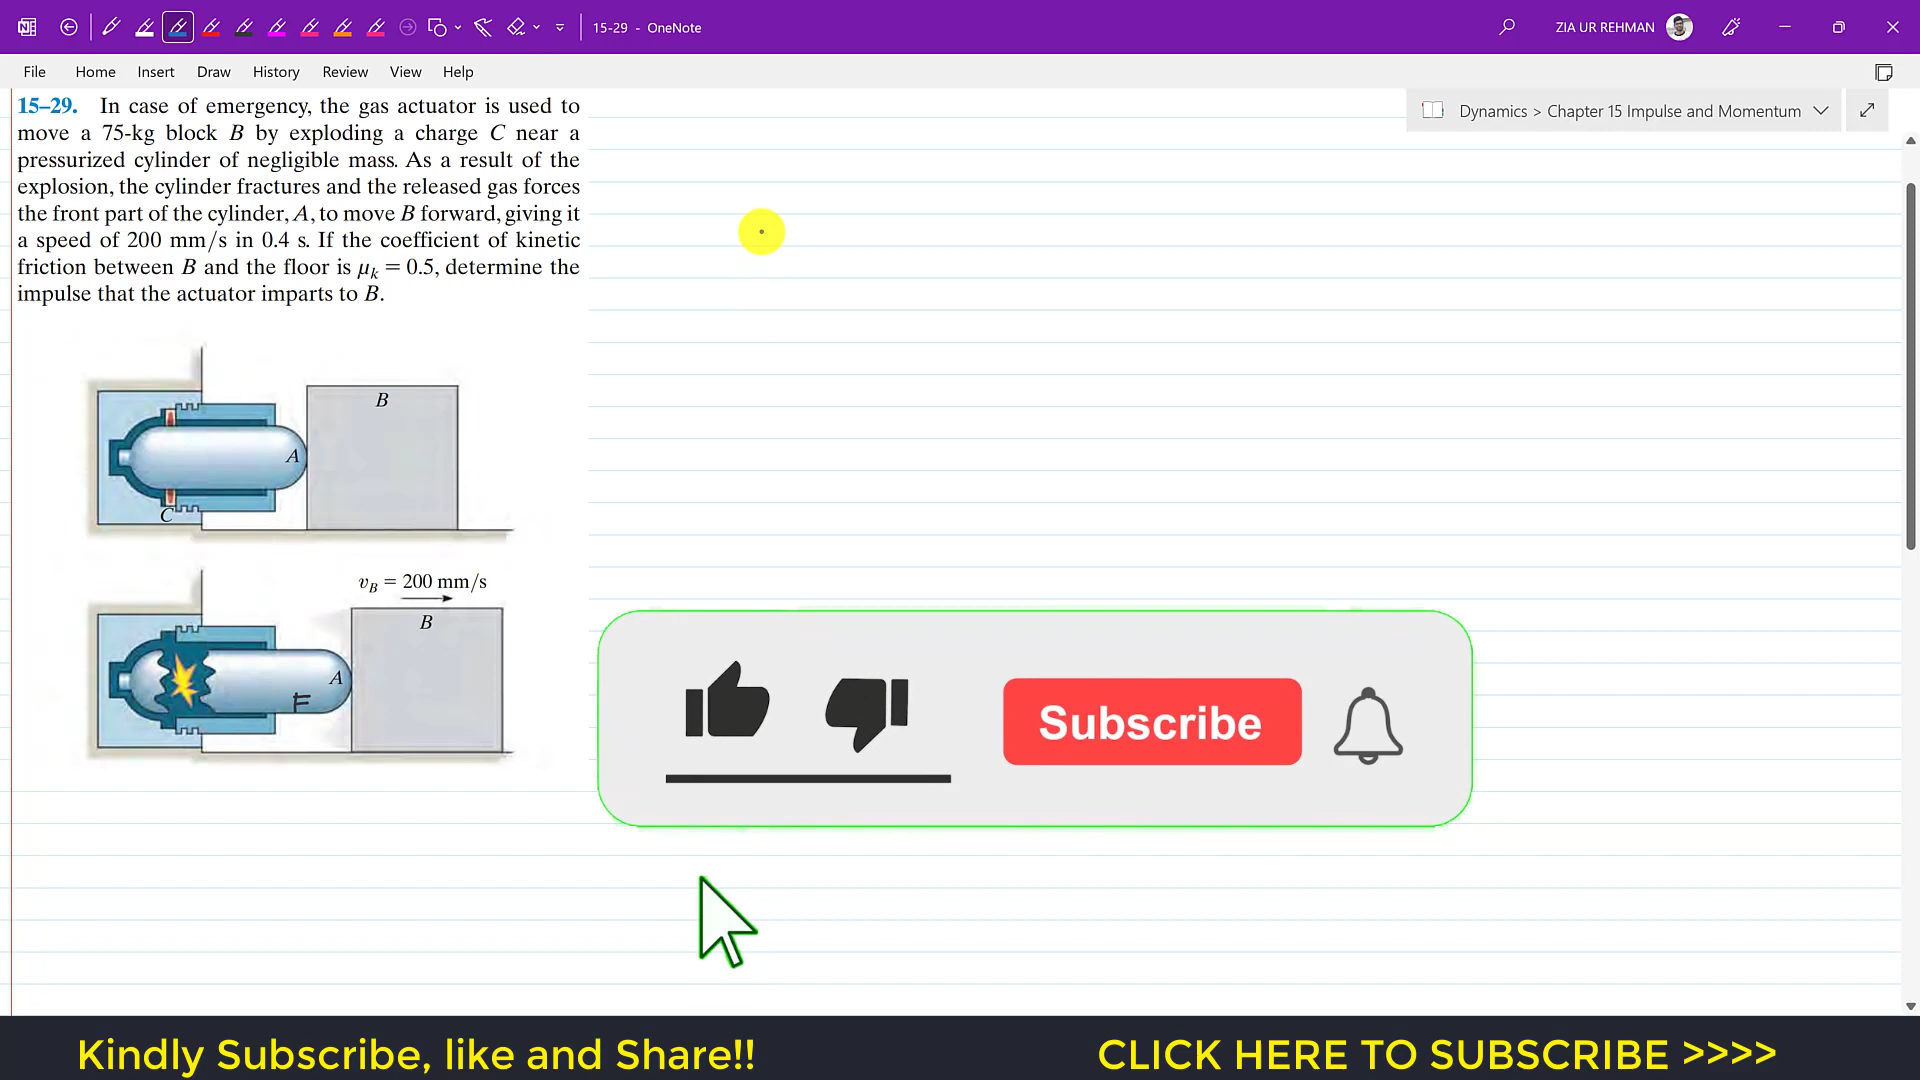 15-29 - OneNote
ZIA UR REHMAN
File Home Insert Draw History Review View Help
Dynamics > Chapter 15 Impulse and Momentum
15–29. In case of emergency, the gas actuator is used to
move a 75-kg block B by exploding a charge C near a
pressurized cylinder of negligible mass. As a result of the
explosion, the cylinder fractures and the released gas forces
the front part of the cylinder, A, to move B forward, giving it
a speed of 200 mm/s in 0.4 s. If the coefficient of kinetic
friction between B and the floor is μk = 0.5, determine the
impulse that the actuator imparts to B.
B
A
C
vB = 200 mm/s
B
A
F
Subscribe
Kindly Subscribe, like and Share!!
CLICK HERE TO SUBSCRIBE >>>>